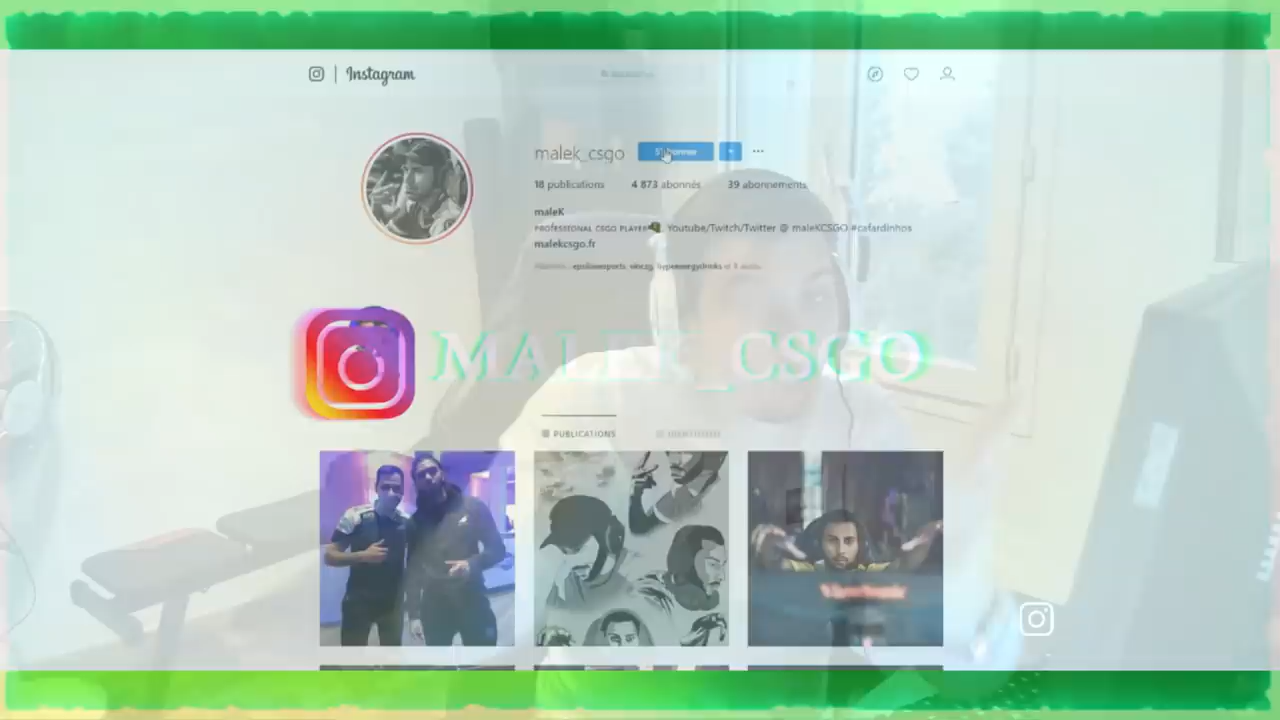 Instagram
malek_csgo S'abonner
18 publications 4 873 abonnés 39 abonnements
maleK
PROFESSIONAL CSGO PLAYER Youtube/Twitch/Twitter @ maleKCSGO #cafardinhos
malekcsgo.fr
MALEK_CSGO
PUBLICATIONS IDENTIFIÉ